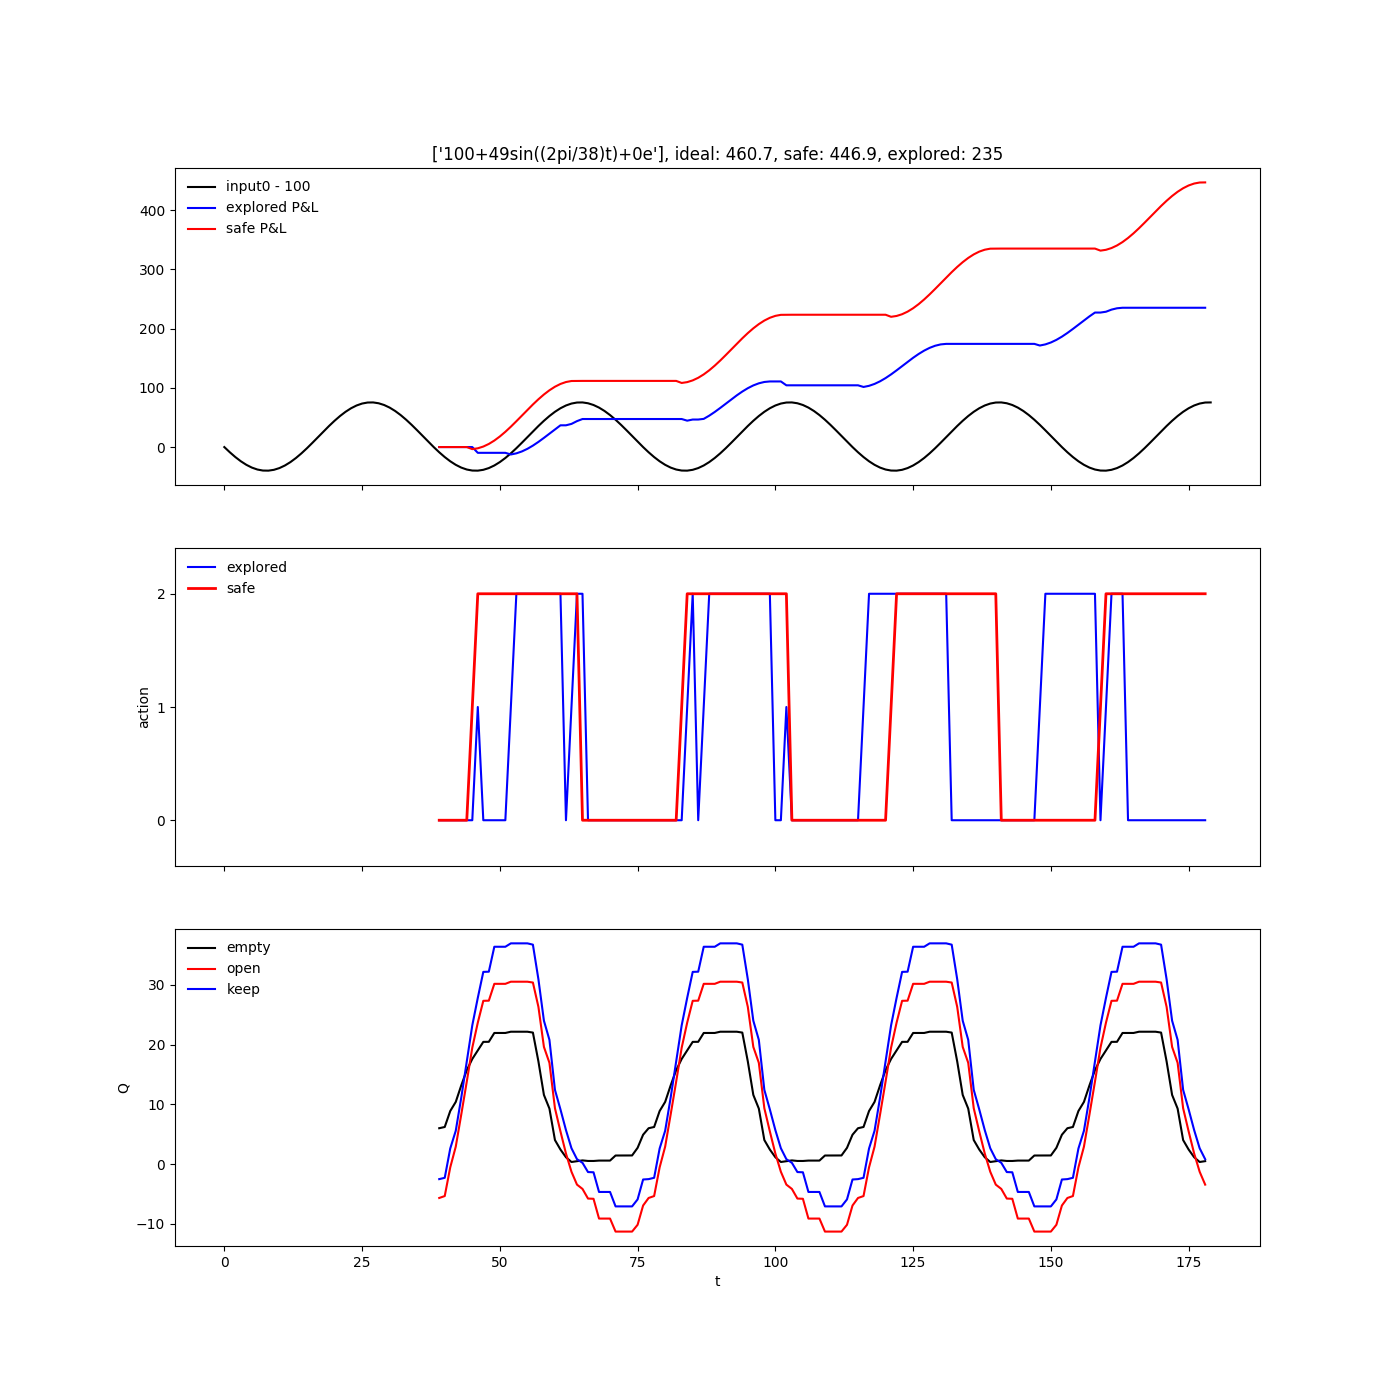 ['100+49sin((2pi/38)t)+0e'], ideal: 460.7, safe: 446.9, explored: 235
input0 - 100
explored P&L
safe P&L
400
300
200
100
0
explored
safe
2
1
0
action
empty
open
keep
30
20
10
0
−10
Q
0 25 50 75 100 125 150 175
t